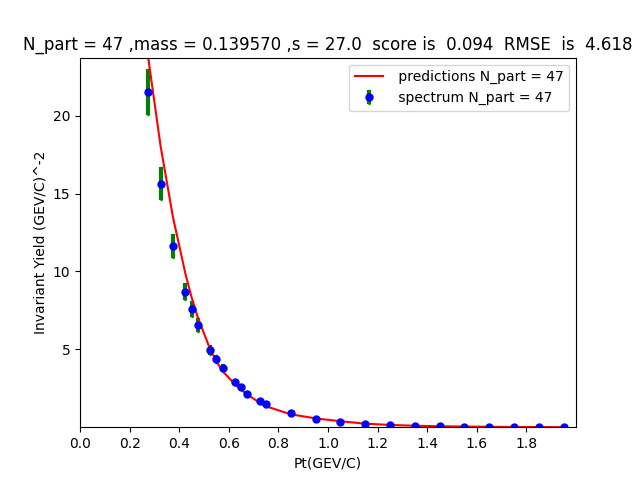 N_part = 47 ,mass = 0.139570 ,s = 27.0  score is  0.094  RMSE  is  4.618
predictions N_part = 47
spectrum N_part = 47
Invariant Yield (GEV/C)^-2
20
15
10
5
0.0 0.2 0.4 0.6 0.8 1.0 1.2 1.4 1.6 1.8
Pt(GEV/C)